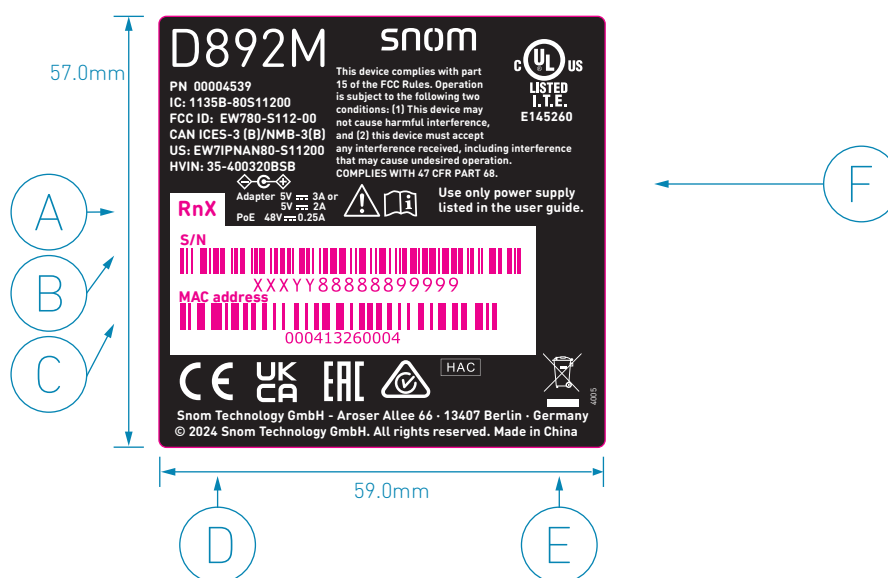 D892M
snom
PN 00004539
IC: 1135B-80S11200
FCC ID: EW780-S112-00
CAN ICES-3 (B)/NMB-3(B)
US: EW7IPNAN80-S11200
HVIN: 35-400320BSB
This device complies with part
15 of the FCC Rules. Operation
is subject to the following two
conditions: (1) This device may
not cause harmful interference,
and (2) this device must accept
any interference received, including interference
that may cause undesired operation.
COMPLIES WITH 47 CFR PART 68.
C UL US
®
LISTED
I.T.E.
E145260
Adapter 5V 3A or
5V 2A
PoE 48V 0.25A
Use only power supply
listed in the user guide.
RnX
S/N
XXXYY88888899999
MAC address
000413260004
CE UK CA EAC HAC
4005
Snom Technology GmbH - Aroser Allee 66 · 13407 Berlin · Germany
© 2024 Snom Technology GmbH. All rights reserved. Made in China
57.0mm
59.0mm
A
B
C
D
E
F